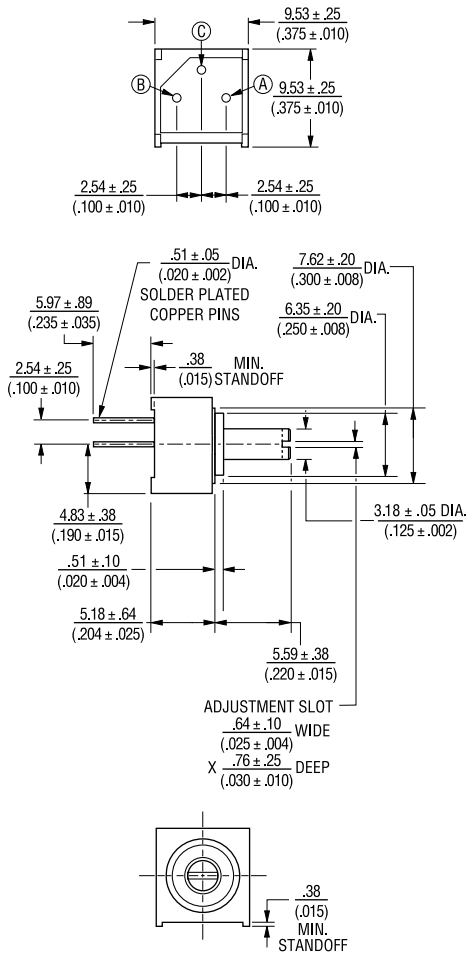 9.53 ± .25
(.375 ± .010)
C
B
A
9.53 ± .25
(.375 ± .010)
2.54 ± .25
(.100 ± .010)
2.54 ± .25
(.100 ± .010)
.51 ± .05 DIA.
(.020 ± .002)
SOLDER PLATED
COPPER PINS
7.62 ± .20 DIA.
(.300 ± .008)
6.35 ± .20 DIA.
(.250 ± .008)
5.97 ± .89
(.235 ± .035)
.38 MIN.
(.015) STANDOFF
2.54 ± .25
(.100 ± .010)
4.83 ± .38
(.190 ± .015)
3.18 ± .05 DIA.
(.125 ± .002)
.51 ± .10
(.020 ± .004)
5.18 ± .64
(.204 ± .025)
5.59 ± .38
(.220 ± .015)
ADJUSTMENT SLOT
.64 ± .10 WIDE
(.025 ± .004)
X .76 ± .25 DEEP
(.030 ± .010)
.38
(.015)
MIN.
STANDOFF